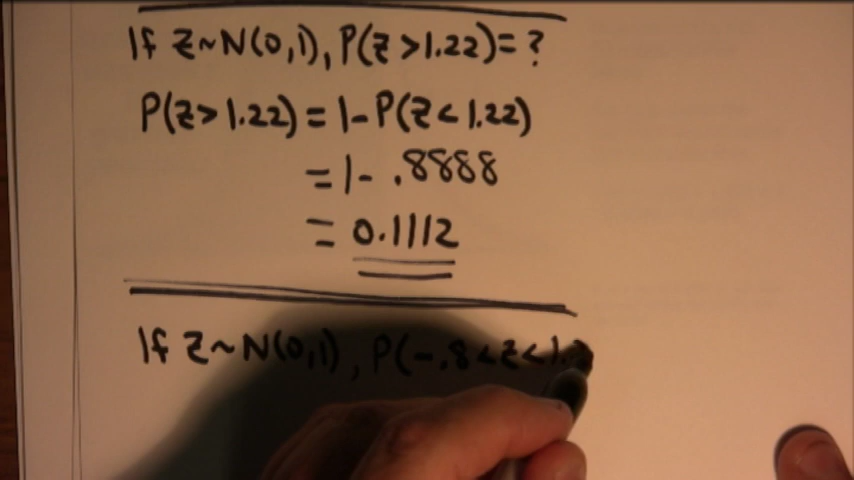 If Z~N(0,1), P(Z>1.22)=?
P(Z>1.22) = 1-P(Z<1.22)
= 1- .8888
= 0.1112
If Z~N(0,1), P(-.8<Z<1.